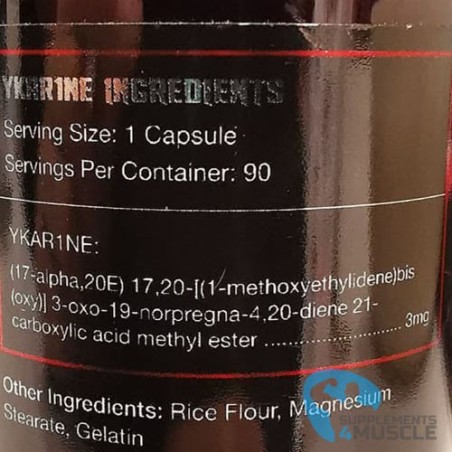 YKAR1NE 1NGRED1ENTS
Serving Size: 1 Capsule
Servings Per Container: 90
YKAR1NE:
(17-alpha,20E) 17,20-[(1-methoxyethylidene)bis
(oxy)] 3-oxo-19-norpregna-4,20-diene 21-
carboxylic acid methyl ester .................... 3mg
Other Ingredients: Rice Flour, Magnesium
Stearate, Gelatin
SUPPLEMENTS
4MUSCLE